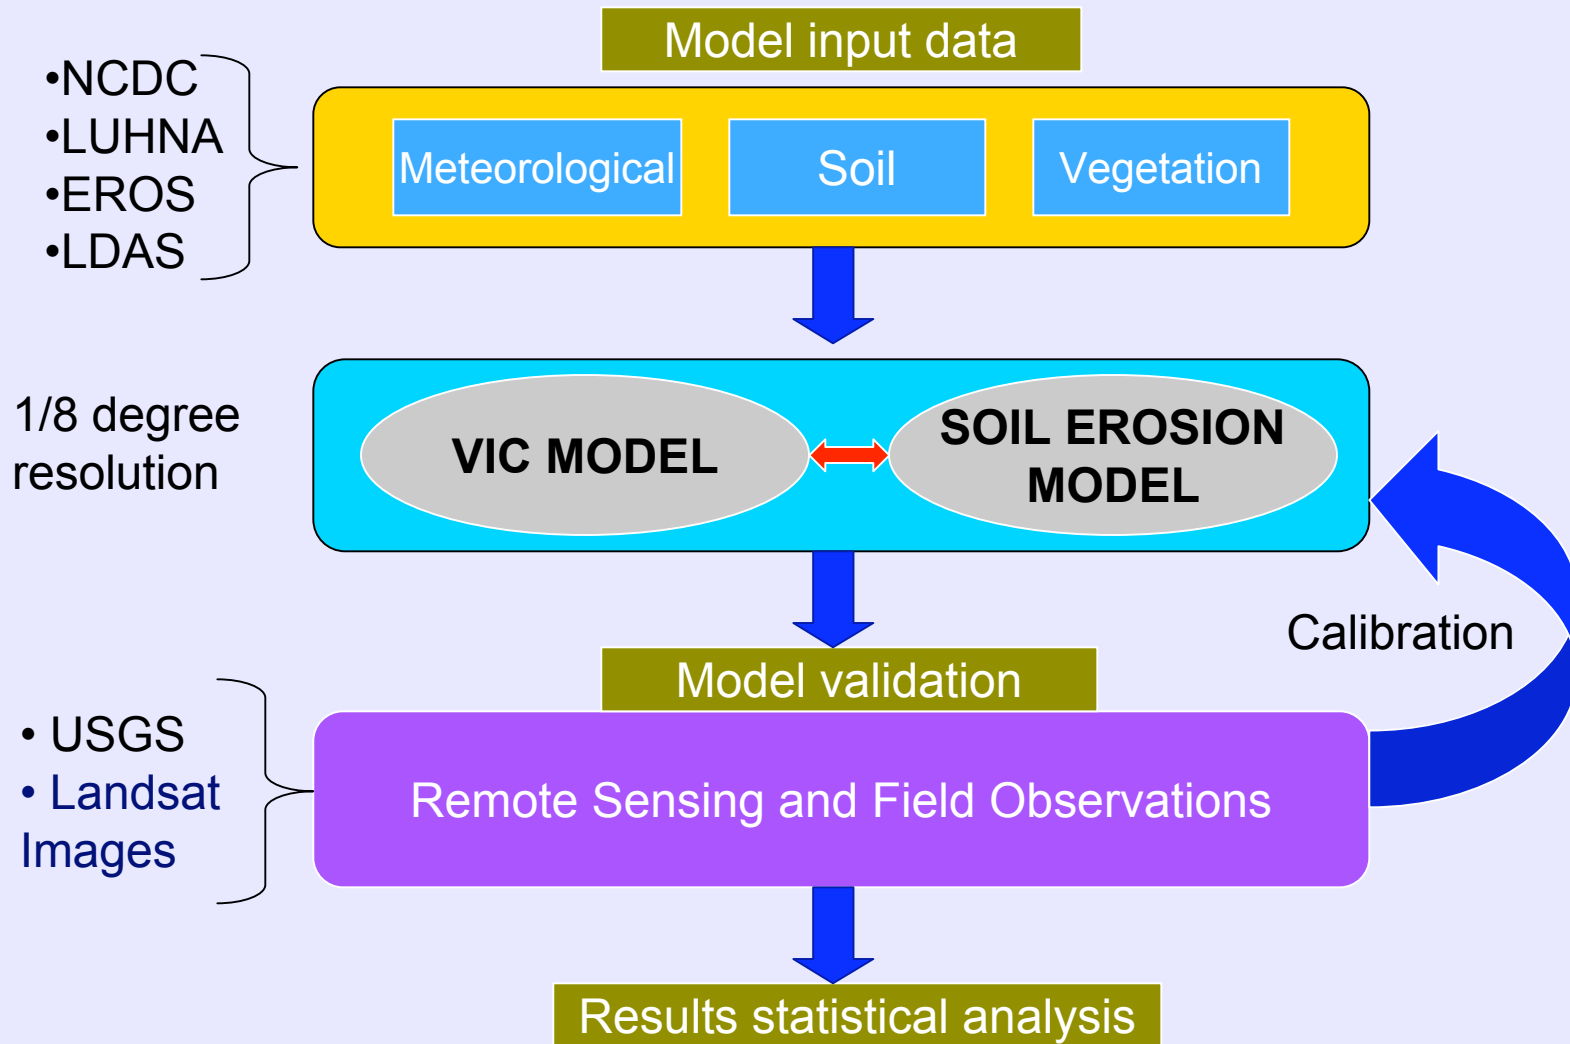 Model input data
•NCDC
•LUHNA
•EROS
•LDAS
Meteorological
Soil
Vegetation
1/8 degree
resolution
VIC MODEL
SOIL EROSION
MODEL
Calibration
Model validation
• USGS
• Landsat
Images
Remote Sensing and Field Observations
Results statistical analysis